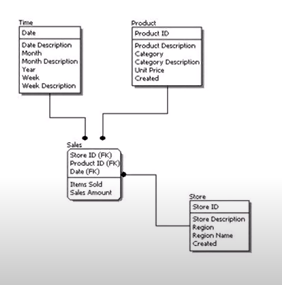 Time
Date
Date Description
Month
Month Description
Year
Week
Week Description
Product
Product ID
Product Description
Category
Category Description
Unit Price
Created
Sales
Store ID (FK)
Product ID (FK)
Date (FK)
Items Sold
Sales Amount
Store
Store ID
Store Description
Region
Region Name
Created